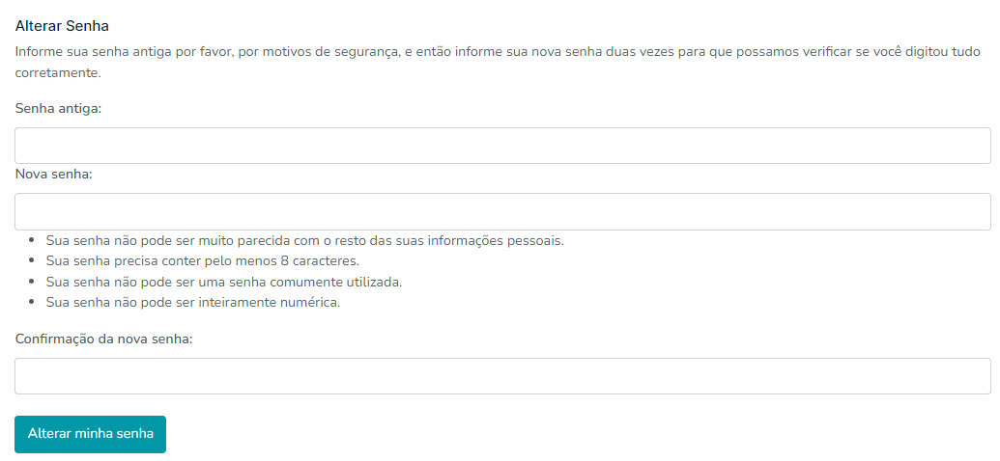 Alterar Senha
Informe sua senha antiga por favor, por motivos de segurança, e então informe sua nova senha duas vezes para que possamos verificar se você digitou tudo
corretamente.
Senha antiga:
Nova senha:
• Sua senha não pode ser muito parecida com o resto das suas informações pessoais.
• Sua senha precisa conter pelo menos 8 caracteres.
• Sua senha não pode ser uma senha comumente utilizada.
• Sua senha não pode ser inteiramente numérica.
Confirmação da nova senha:
Alterar minha senha